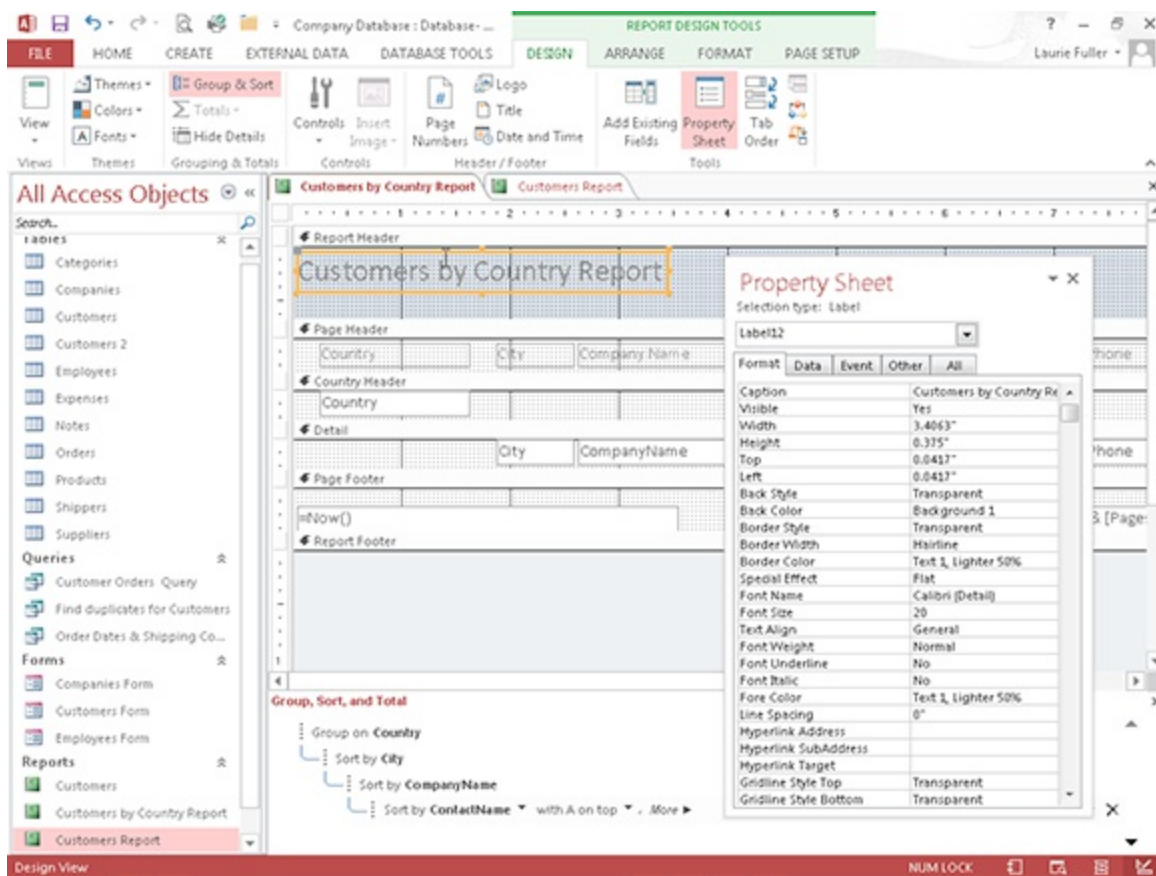 Company Database : Database- ...
REPORT DESIGN TOOLS
?
FILE HOME CREATE EXTERNAL DATA DATABASE TOOLS DESIGN ARRANGE FORMAT PAGE SETUP Laurie Fuller
View
Themes
Colors
Fonts
Group & Sort
Totals
Hide Details
Controls
Insert Image
Page Numbers
Logo
Title
Date and Time
Add Existing Fields
Property Sheet
Tab Order
Views Themes Grouping & Totals Controls Header / Footer Tools
All Access Objects
Search...
Tables
Categories
Companies
Customers
Customers 2
Employees
Expenses
Notes
Orders
Products
Shippers
Suppliers
Queries
Customer Orders Query
Find duplicates for Customers
Order Dates & Shipping Co...
Forms
Companies Form
Customers Form
Employees Form
Reports
Customers
Customers by Country Report
Customers Report
Customers by Country Report Customers Report
1 2 3 4 5 6 7
Report Header
Customers by Country Report
Page Header
Country City Company Name Phone
Country Header
Country
Detail
City CompanyName Phone
Page Footer
=Now() & [Page
Report Footer
1
Group, Sort, and Total
Group on Country
Sort by City
Sort by CompanyName
Sort by ContactName with A on top , More
Property Sheet
Selection type: Label
Label12
Format Data Event Other All
Caption Customers by Country Re
Visible Yes
Width 3.4063"
Height 0.375"
Top 0.0417"
Left 0.0417"
Back Style Transparent
Back Color Background 1
Border Style Transparent
Border Width Hairline
Border Color Text 1, Lighter 50%
Special Effect Flat
Font Name Calibri (Detail)
Font Size 20
Text Align General
Font Weight Normal
Font Underline No
Font Italic No
Fore Color Text 1, Lighter 50%
Line Spacing 0"
Hyperlink Address
Hyperlink SubAddress
Hyperlink Target
Gridline Style Top Transparent
Gridline Style Bottom Transparent
Design View NUM LOCK